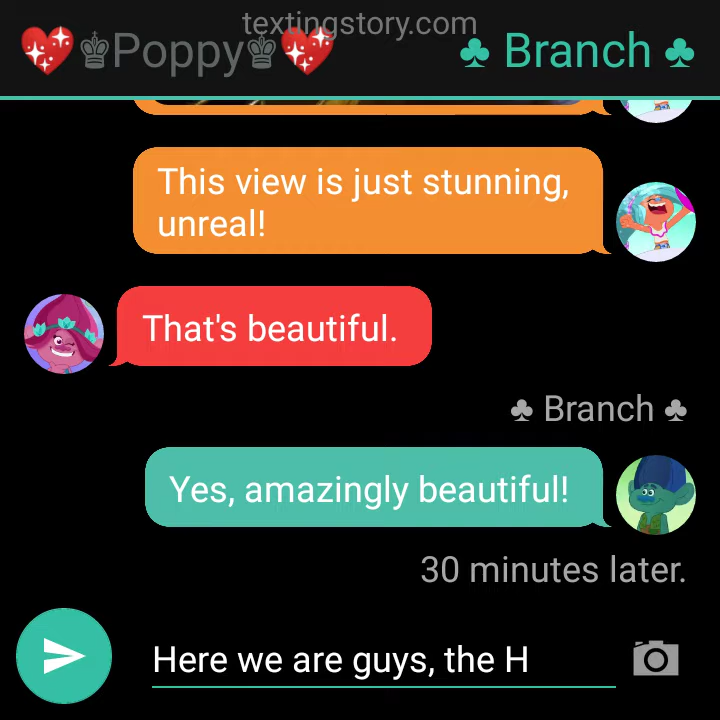 textingstory.com
💖♚Poppy♚💖 ♣ Branch ♣
This view is just stunning,
unreal!
That's beautiful.
♣ Branch ♣
Yes, amazingly beautiful!
30 minutes later.
Here we are guys, the H